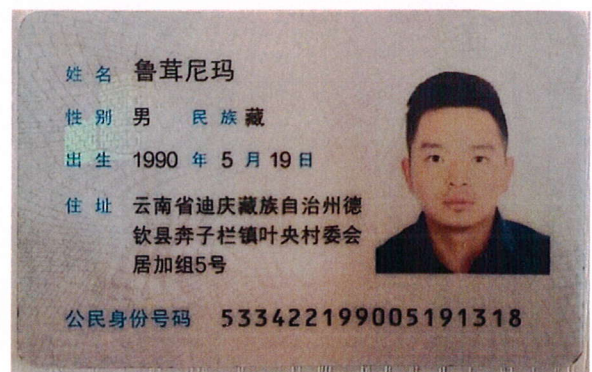 姓名 鲁茸尼玛
性别 男 民族 藏
出生 1990 年 5 月 19 日
住址 云南省迪庆藏族自治州德
钦县奔子栏镇叶央村委会
居加组5号
公民身份号码 533422199005191318